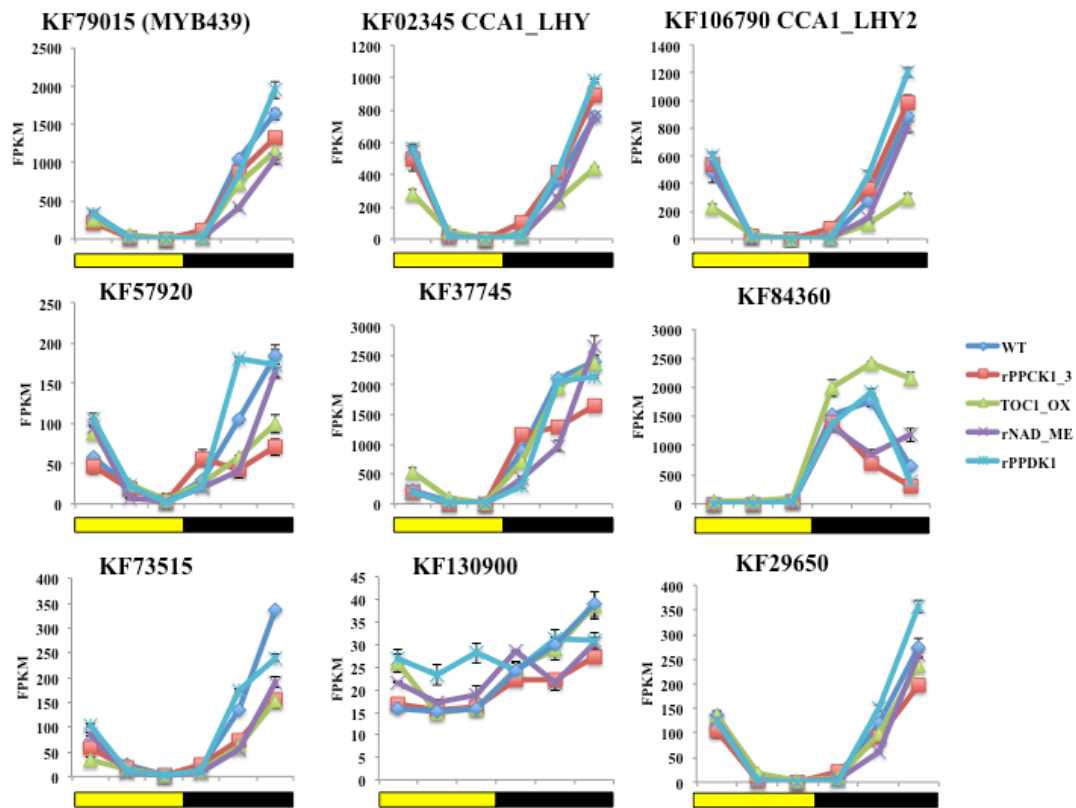 KF79015 (MYB439)
KF02345 CCA1_LHY
KF106790 CCA1_LHY2
FPKM
2500
2000
1500
1000
500
0
FPKM
1200
1000
800
600
400
200
0
FPKM
1400
1200
1000
800
600
400
200
0
KF57920
KF37745
KF84360
FPKM
200
150
100
50
0
FPKM
3000
2500
2000
1500
1000
500
0
FPKM
3000
2500
2000
1500
1000
500
0
WT
rPPCK1_3
TOC1_OX
rNAD_ME
rPPDK1
KF73515
KF130900
KF29650
FPKM
400
350
300
250
200
150
100
50
0
FPKM
45
40
35
30
25
20
15
10
5
0
FPKM
400
350
300
250
200
150
100
50
0